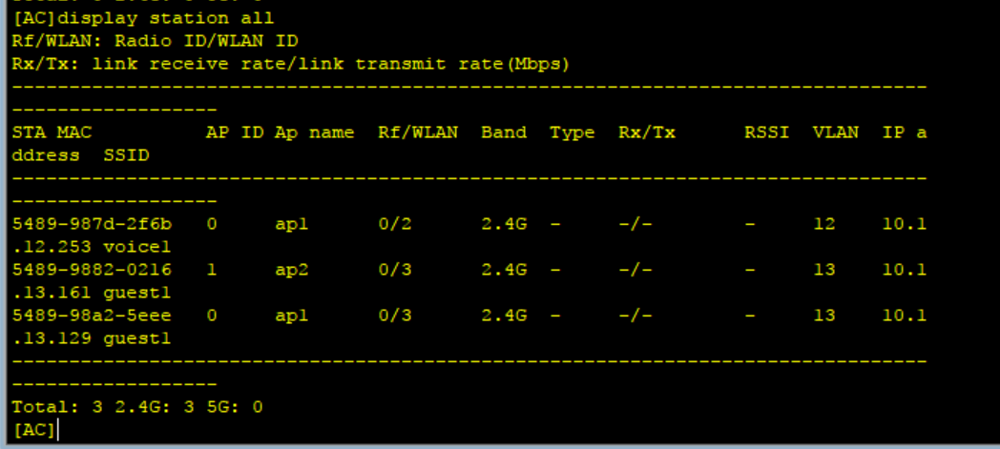 [AC]display station all
Rf/WLAN: Radio ID/WLAN ID
Rx/Tx: link receive rate/link transmit rate(Mbps)
--------------------------------------------------------------------------------
------------------
STA MAC          AP ID Ap name  Rf/WLAN  Band  Type  Rx/Tx      RSSI  VLAN  IP a
ddress  SSID
--------------------------------------------------------------------------------
------------------
5489-987d-2f6b   0     ap1      0/2      2.4G  -     -/-        -     12    10.1
.12.253 voice1
5489-9882-0216   1     ap2      0/3      2.4G  -     -/-        -     13    10.1
.13.161 guest1
5489-98a2-5eee   0     ap1      0/3      2.4G  -     -/-        -     13    10.1
.13.129 guest1
--------------------------------------------------------------------------------
------------------
Total: 3 2.4G: 3 5G: 0
[AC]